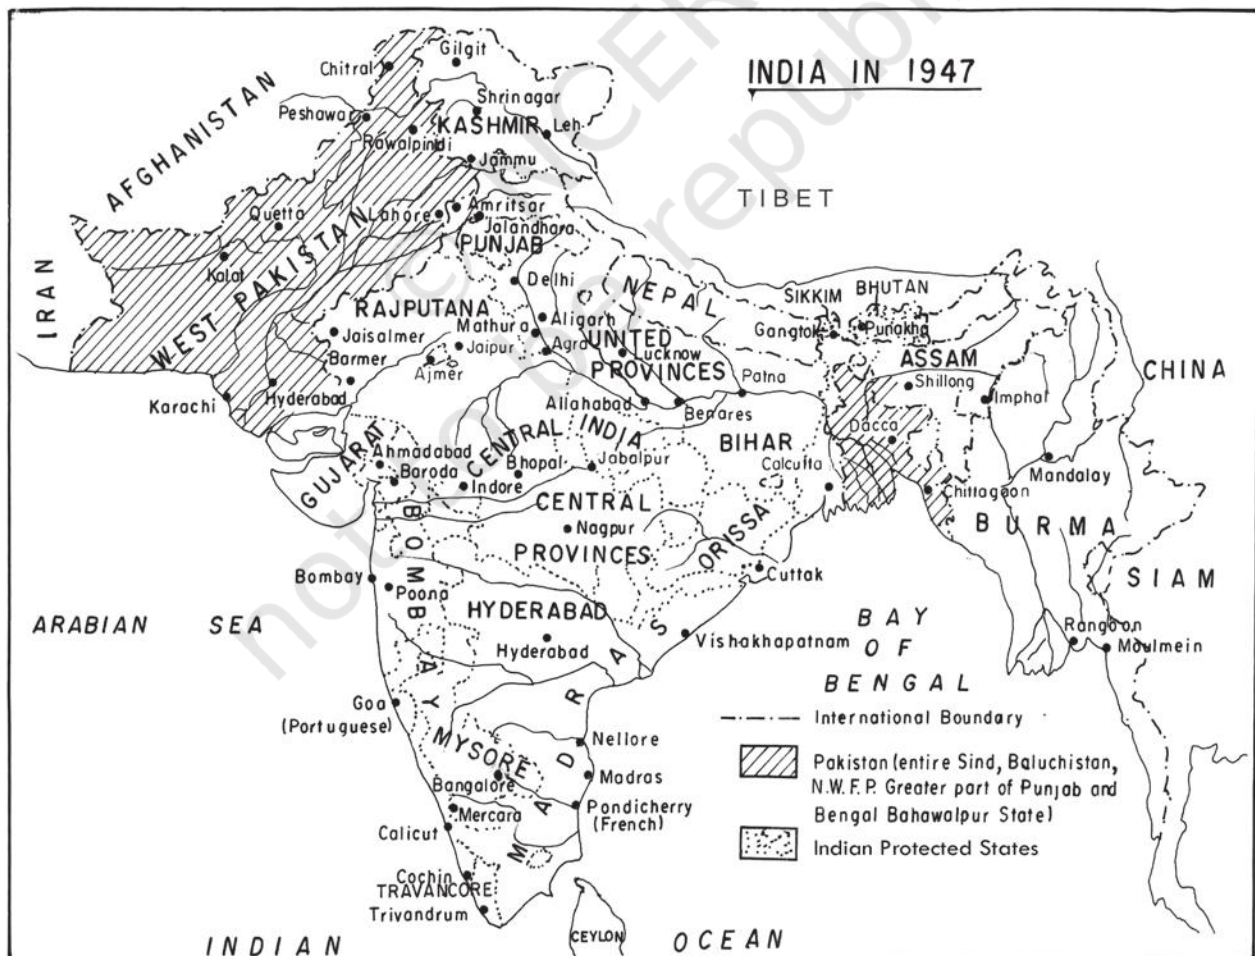 INDIA IN 1947
Gilgit
Chitral
Shrinagar
Peshawar
KASHMIR
Leh
Rawalpindi
Jammu
AFGHANISTAN
TIBET
Quetta
Lahore
Amritsar
Jalandhara
PUNJAB
Kalat
IRAN
WEST PAKISTAN
Delhi
NEPAL
SIKKIM
BHUTAN
RAJPUTANA
Jaisalmer
Mathura
Aligarh
Gangtok
Punakha
Barmer
Jaipur
Agra
UNITED
PROVINCES
Lucknow
ASSAM
Ajmer
Patna
Shillong
CHINA
Karachi
Hyderabad
Allahabad
Benares
Imphal
Dacca
GUJARAT
Ahmadabad
Baroda
CENTRAL INDIA
Bhopal
Jabalpur
BIHAR
Indore
Calcutta
Mandalay
Chittagoon
CENTRAL
PROVINCES
Nagpur
ORISSA
BURMA
BOMBAY
Bombay
Poona
Cuttak
SIAM
HYDERABAD
Hyderabad
ARABIAN SEA
Vishakhapatnam
BAY
OF
BENGAL
Rangoon
Moulmein
Goa
(Portuguese)
MADRAS
MYSORE
Nellore
Bangalore
Madras
Mercara
Pondicherry
(French)
Calicut
Cochin
TRAVANCORE
Trivandrum
CEYLON
INDIAN OCEAN
International Boundary
Pakistan (entire Sind, Baluchistan,
N.W.F.P. Greater part of Punjab and
Bengal Bahawalpur State)
Indian Protected States
not to be republ
© NCER